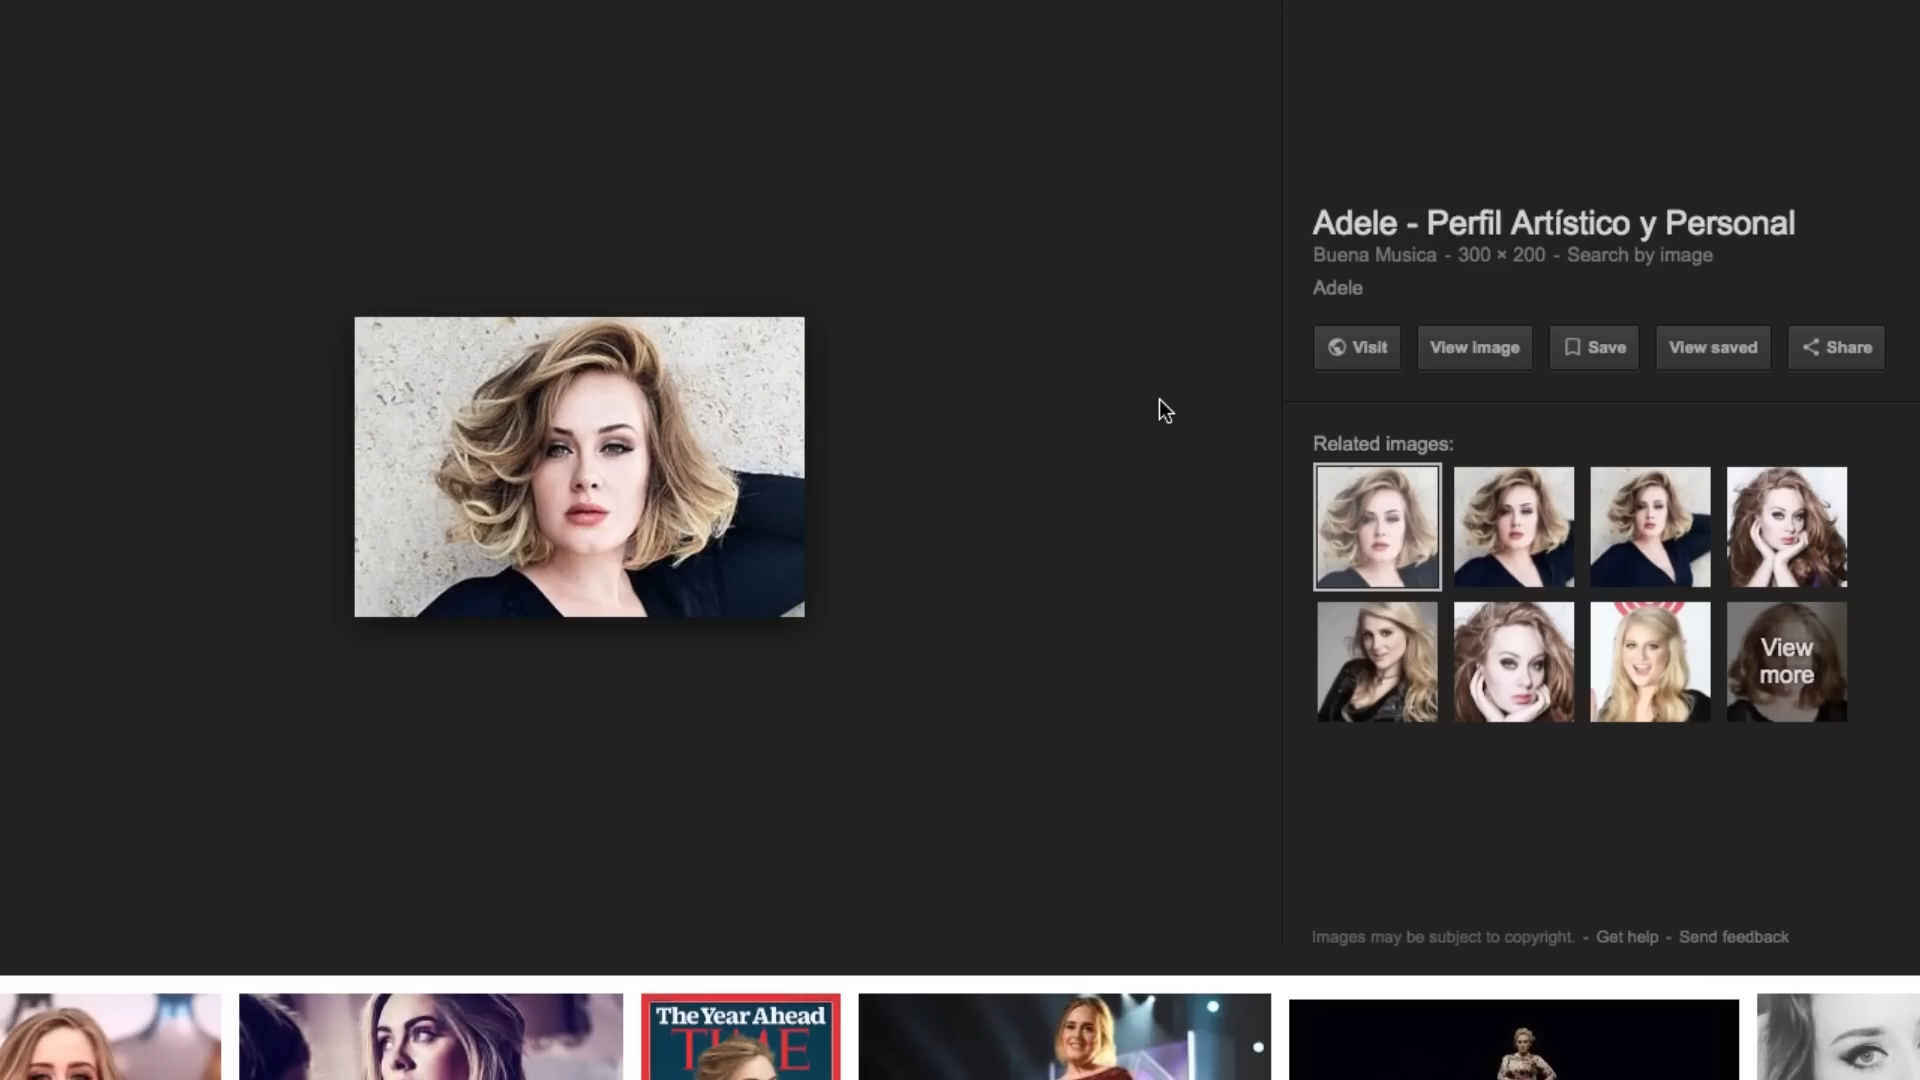 Adele - Perfil Artístico y Personal
Buena Musica - 300 × 200 - Search by image
Adele
Visit
View image
Save
View saved
Share
Related images:
View
more
Images may be subject to copyright. - Get help - Send feedback
The Year Ahead
TIME